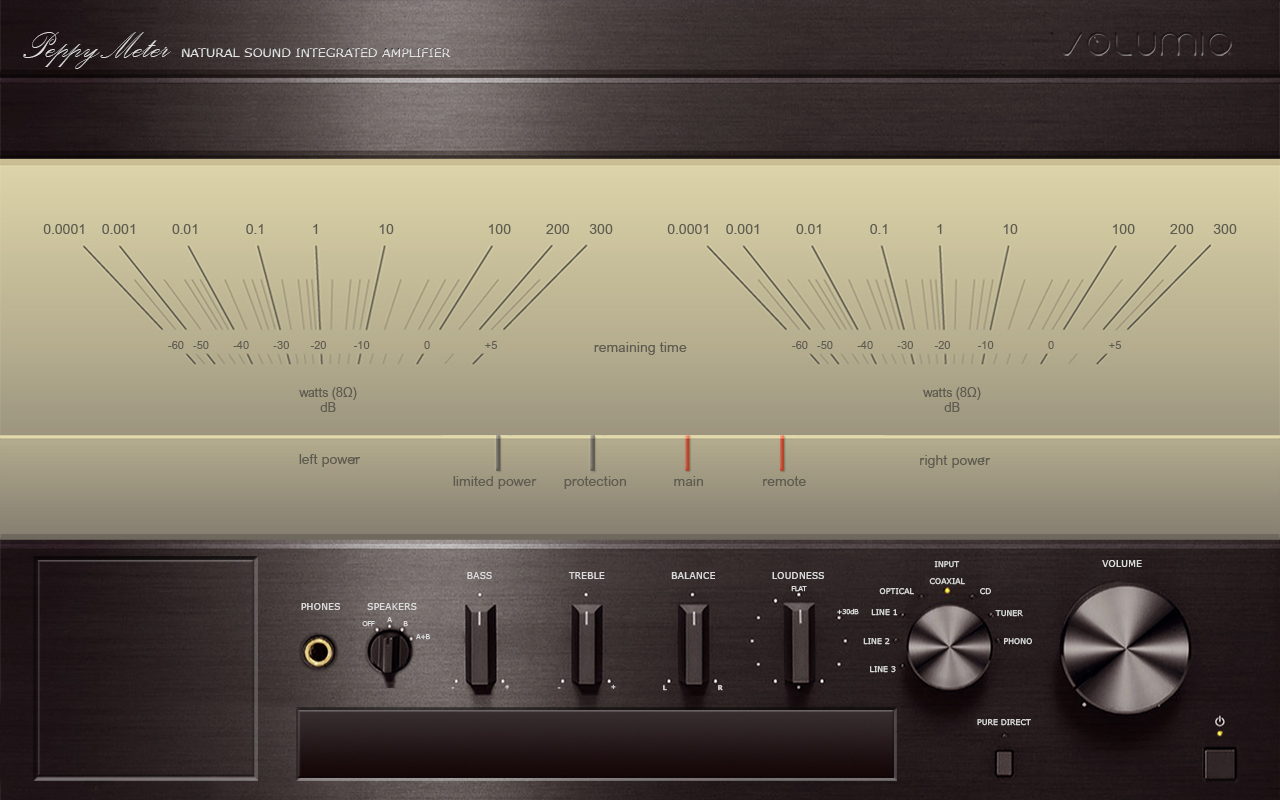 Peppy Meter NATURAL SOUND INTEGRATED AMPLIFIER
VOLUMIO
0.0001 0.001 0.01 0.1 1 10 100 200 300
0.0001 0.001 0.01 0.1 1 10 100 200 300
-60 -50 -40 -30 -20 -10 0 +5
remaining time
-60 -50 -40 -30 -20 -10 0 +5
watts (8Ω)
dB
watts (8Ω)
dB
left power
right power
limited power protection main remote
PHONES
SPEAKERS
OFF A B A+B
BASS
- +
TREBLE
- +
BALANCE
L R
LOUDNESS
FLAT
+30dB
INPUT
COAXIAL
OPTICAL CD
LINE 1 TUNER
LINE 2 PHONO
LINE 3
VOLUME
PURE DIRECT